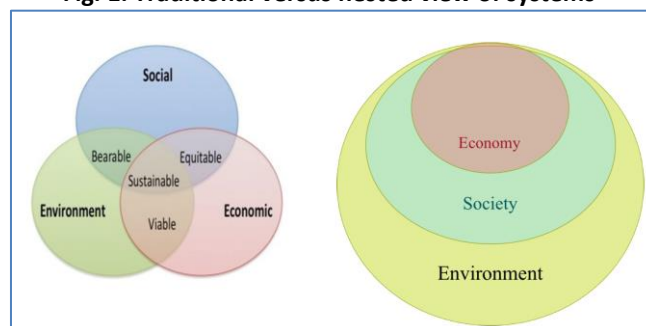 Fig. 1. Traditional versus nested view of systems
Social
Bearable
Equitable
Sustainable
Environment
Economic
Viable
Economy
Society
Environment